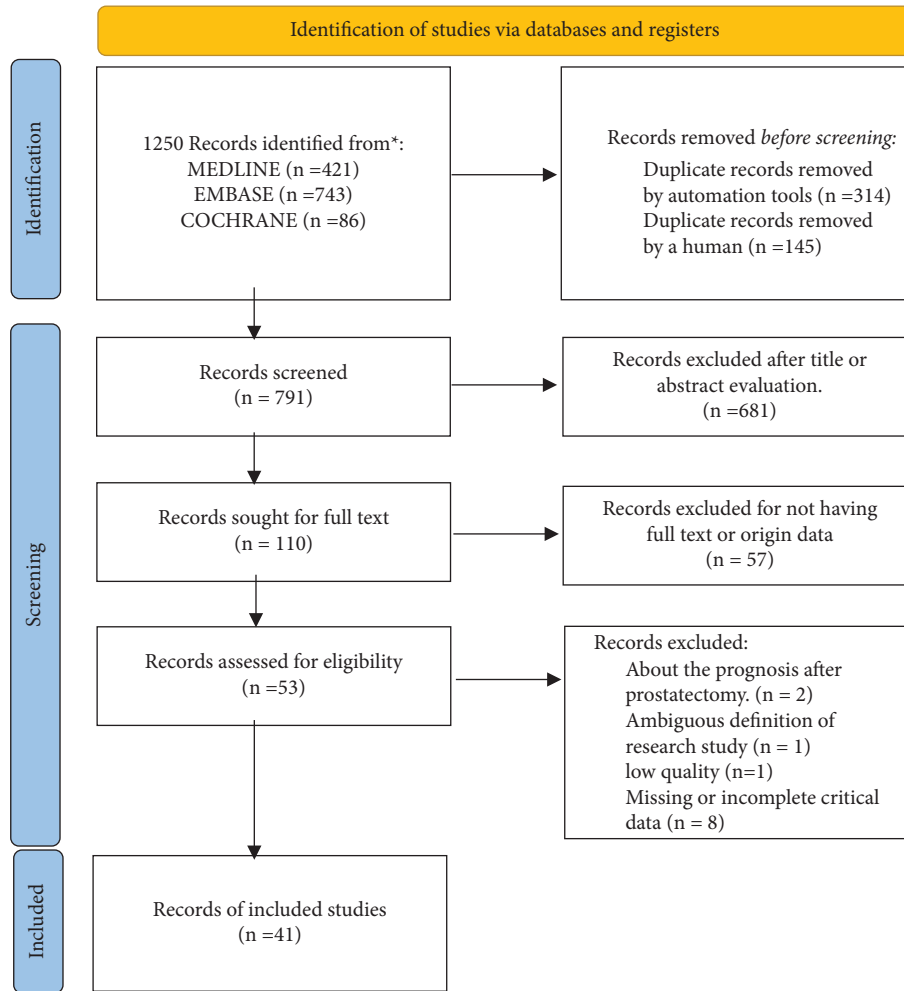 Identification of studies via databases and registers
Identification
1250 Records identified from*:
MEDLINE (n =421)
EMBASE (n =743)
COCHRANE (n =86)
Records removed before screening:
Duplicate records removed
by automation tools (n =314)
Duplicate records removed
by a human (n =145)
Screening
Records screened
(n = 791)
Records excluded after title or
abstract evaluation.
(n =681)
Records sought for full text
(n = 110)
Records excluded for not having
full text or origin data
(n = 57)
Records assessed for eligibility
(n =53)
Records excluded:
About the prognosis after
prostatectomy. (n = 2)
Ambiguous definition of
research study (n = 1)
low quality (n=1)
Missing or incomplete critical
data (n = 8)
Included
Records of included studies
(n =41)